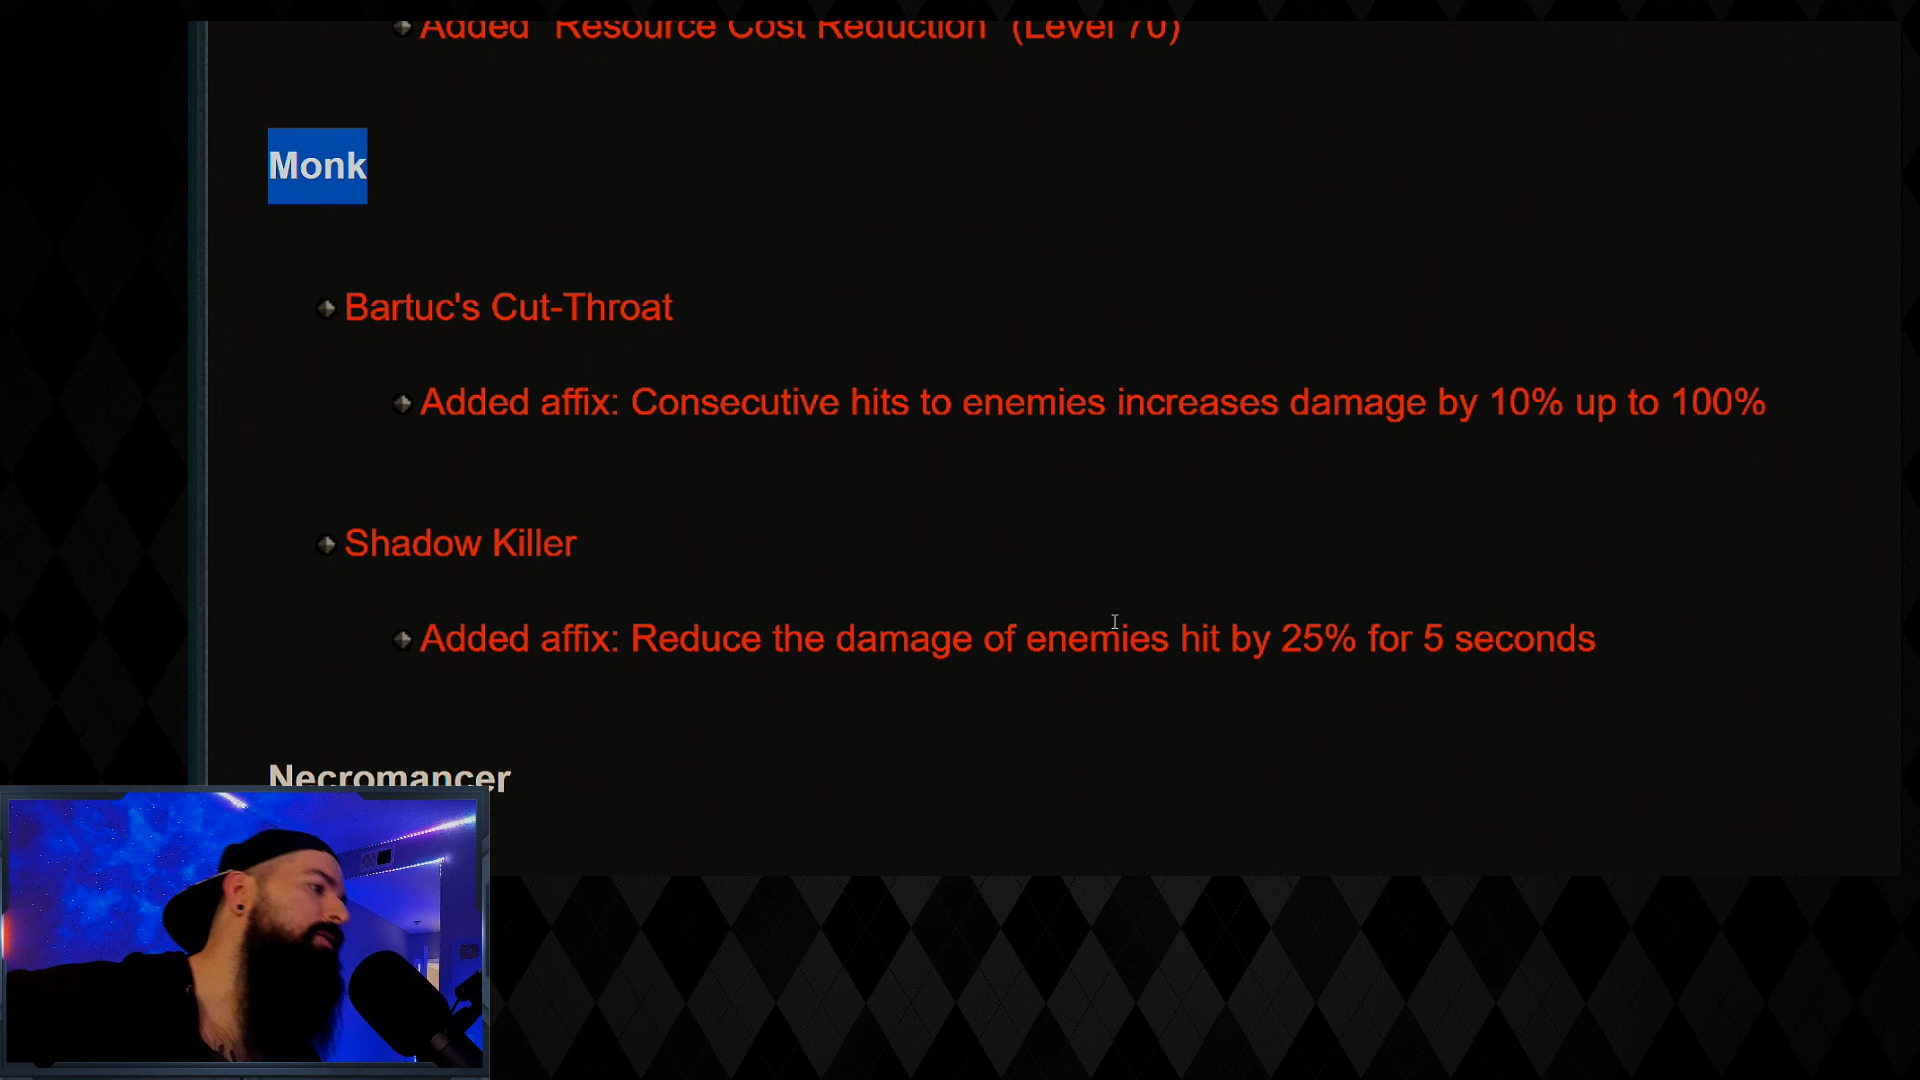 Added "Resource Cost Reduction" (Level 70)
Monk
Bartuc's Cut-Throat
Added affix: Consecutive hits to enemies increases damage by 10% up to 100%
Shadow Killer
Added affix: Reduce the damage of enemies hit by 25% for 5 seconds
Necromancer